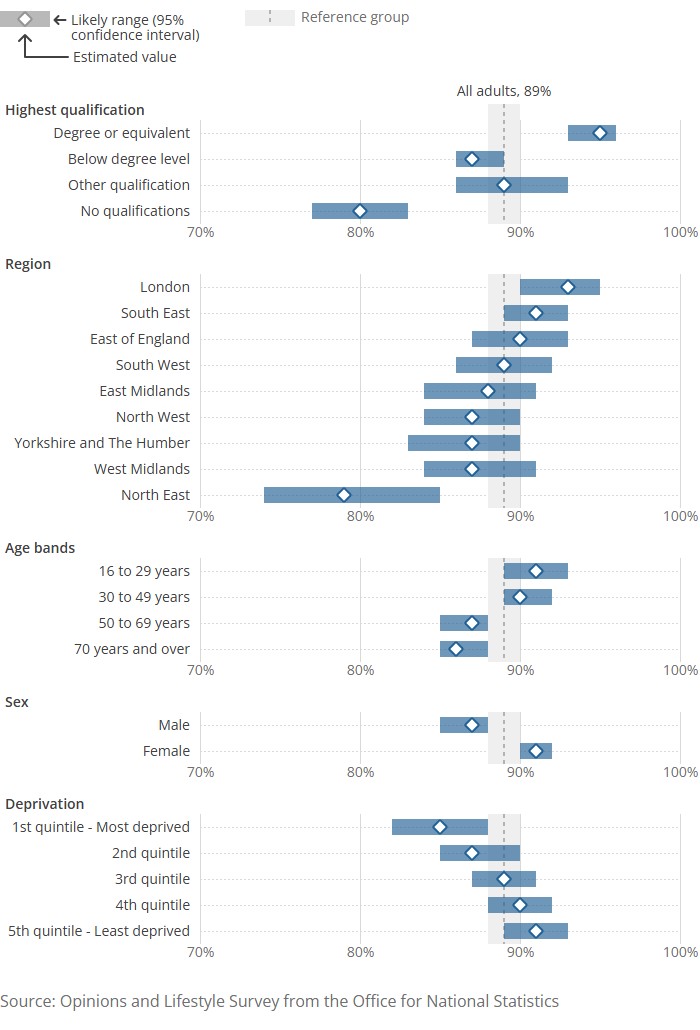 Likely range (95%
confidence interval)
Reference group
Estimated value
All adults, 89%
Highest qualification
Degree or equivalent
Below degree level
Other qualification
No qualifications
70%
80%
90%
100%
Region
London
South East
East of England
South West
East Midlands
North West
Yorkshire and The Humber
West Midlands
North East
70%
80%
90%
100%
Age bands
16 to 29 years
30 to 49 years
50 to 69 years
70 years and over
70%
80%
90%
100%
Sex
Male
Female
70%
80%
90%
100%
Deprivation
1st quintile - Most deprived
2nd quintile
3rd quintile
4th quintile
5th quintile - Least deprived
70%
80%
90%
100%
Source: Opinions and Lifestyle Survey from the Office for National Statistics